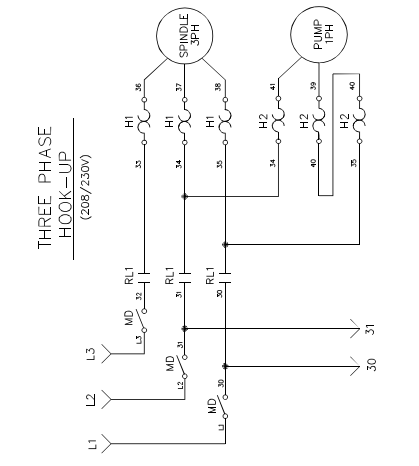 THREE PHASE
HOOK-UP
(208/230V)
SPINDLE
3PH
PUMP
1PH
36
37
38
41
39
40
H1
H1
H1
H2
H2
H2
33
34
35
34
40
35
RL1
RL1
RL1
32
31
30
MD
L3
31
MD
L2
30
MD
L1
L3
L2
L1
31
30